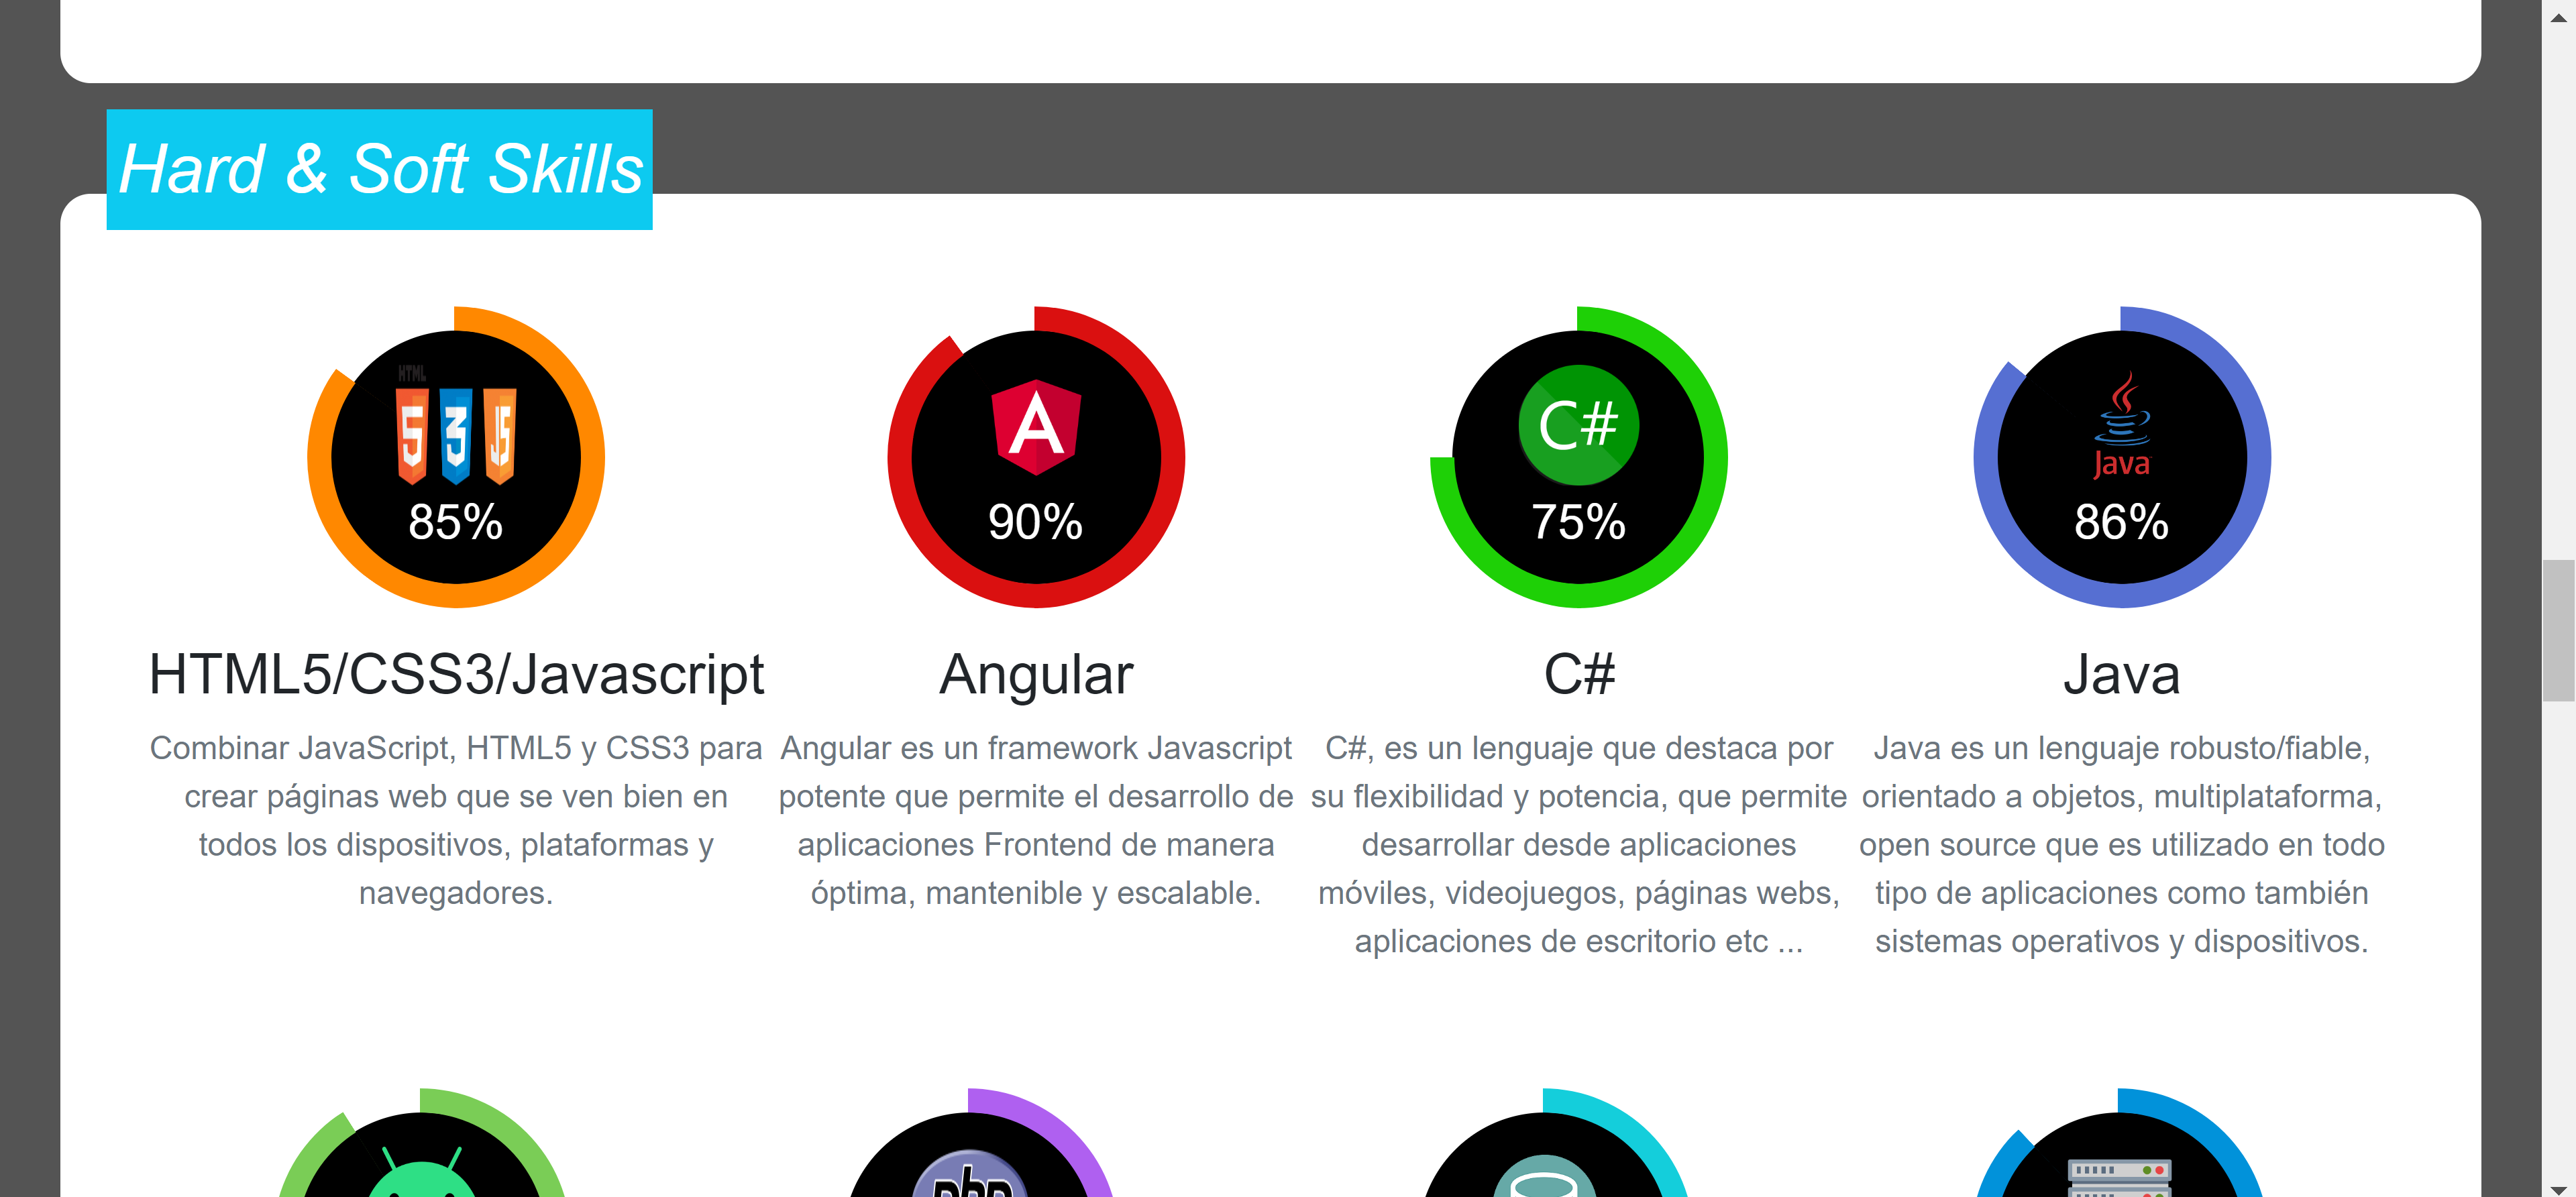 Hard & Soft Skills
HTML
5 3 JS
85%
A
90%
C#
75%
Java
86%
HTML5/CSS3/Javascript
Angular
C#
Java
Combinar JavaScript, HTML5 y CSS3 para
crear páginas web que se ven bien en
todos los dispositivos, plataformas y
navegadores.
Angular es un framework Javascript
potente que permite el desarrollo de
aplicaciones Frontend de manera
óptima, mantenible y escalable.
C#, es un lenguaje que destaca por
su flexibilidad y potencia, que permite
desarrollar desde aplicaciones
móviles, videojuegos, páginas webs,
aplicaciones de escritorio etc ...
Java es un lenguaje robusto/fiable,
orientado a objetos, multiplataforma,
open source que es utilizado en todo
tipo de aplicaciones como también
sistemas operativos y dispositivos.
php